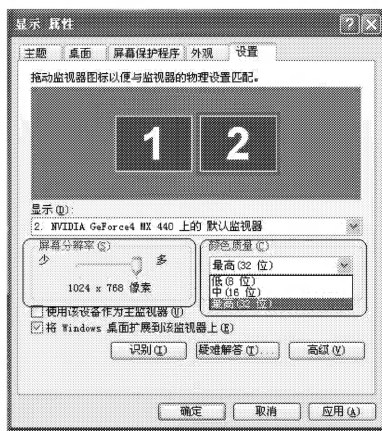 显示 属性
主题 桌面 屏幕保护程序 外观 设置
拖动监视器图标以便与监视器的物理设置匹配。
1 2
显示(D):
2. NVIDIA GeForce4 MX 440 上的 默认监视器
屏幕分辨率(S)
少 多
1024 x 768 像素
颜色质量(C)
最高(32 位)
低(8 位)
中(16 位)
最高(32 位)
使用该设备作为主监视器(U)
将 Windows 桌面扩展到该监视器上(E)
识别(I) 疑难解答(T)... 高级(V)
确定 取消 应用(A)